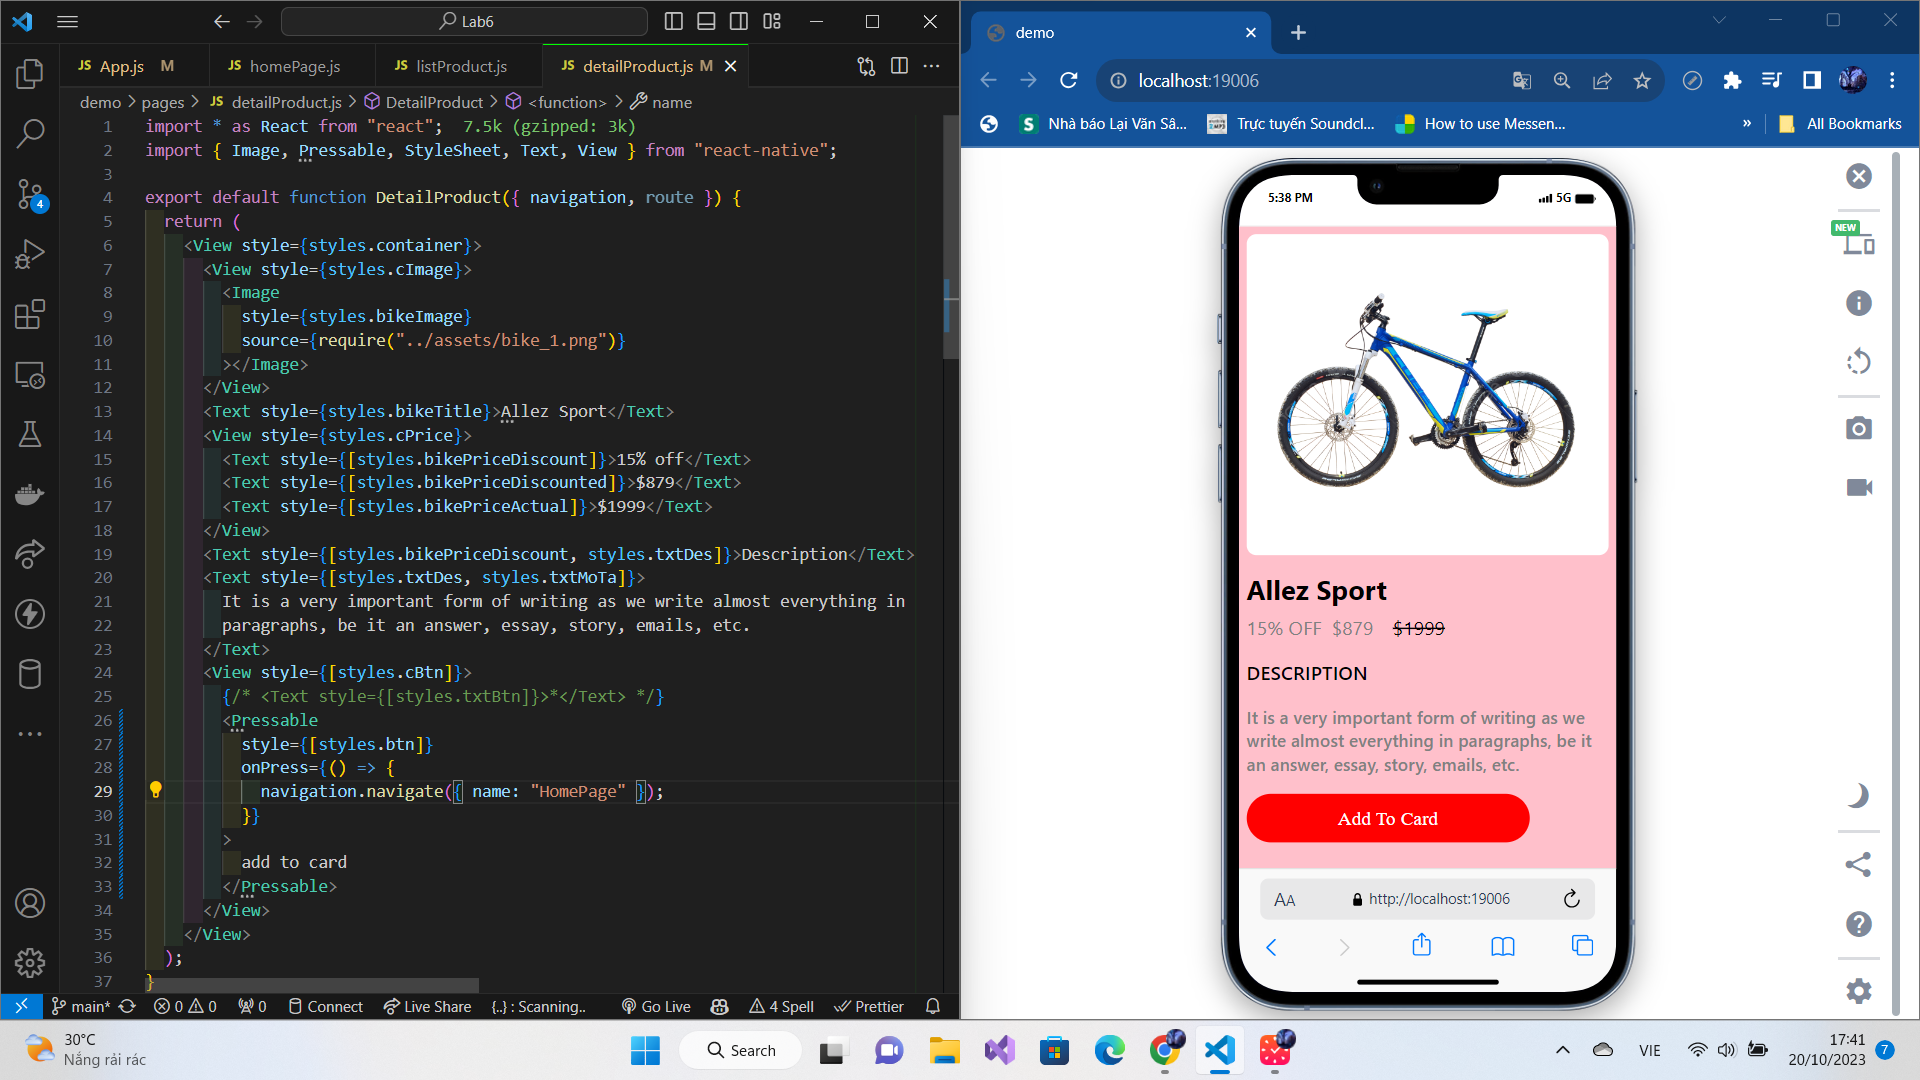 Lab6
JS App.js M
JS homePage.js
JS listProduct.js
JS detailProduct.js M
demo > pages > JS detailProduct.js > DetailProduct > <function> > name
1 import * as React from "react"; 7.5k (gzipped: 3k)
2 import { Image, Pressable, StyleSheet, Text, View } from "react-native";
3
4 export default function DetailProduct({ navigation, route }) {
5 return (
6 <View style={styles.container}>
7 <View style={styles.cImage}>
8 <Image
9 style={styles.bikeImage}
10 source={require("../assets/bike_1.png")}
11 ></Image>
12 </View>
13 <Text style={styles.bikeTitle}>Allez Sport</Text>
14 <View style={styles.cPrice}>
15 <Text style={[styles.bikePriceDiscount]}>15% off</Text>
16 <Text style={[styles.bikePriceDiscounted]}>$879</Text>
17 <Text style={[styles.bikePriceActual]}>$1999</Text>
18 </View>
19 <Text style={[styles.bikePriceDiscount, styles.txtDes]}>Description</Text>
20 <Text style={[styles.txtDes, styles.txtMoTa]}>
21 It is a very important form of writing as we write almost everything in
22 paragraphs, be it an answer, essay, story, emails, etc.
23 </Text>
24 <View style={[styles.cBtn]}>
25 {/* <Text style={[styles.txtBtn]}>*</Text> */}
26 <Pressable
27 style={[styles.btn]}
28 onPress={() => {
29 navigation.navigate({ name: "HomePage" });
30 }}
31 >
32 add to card
33 </Pressable>
34 </View>
35 </View>
36 );
37 }
4
main* 0 0 0 Connect Live Share {..} : Scanning.. Go Live 4 Spell Prettier
demo
localhost:19006
S Nhà báo Lại Văn Sâ...
Trực tuyến Soundcl...
How to use Messen...
»
All Bookmarks
5:38 PM
5G
Allez Sport
15% OFF $879 $1999
DESCRIPTION
It is a very important form of writing as we
write almost everything in paragraphs, be it
an answer, essay, story, emails, etc.
Add To Card
AA
http://localhost:19006
NEW
30°C
Nắng rải rác
Search
VIE
17:41
20/10/2023
7